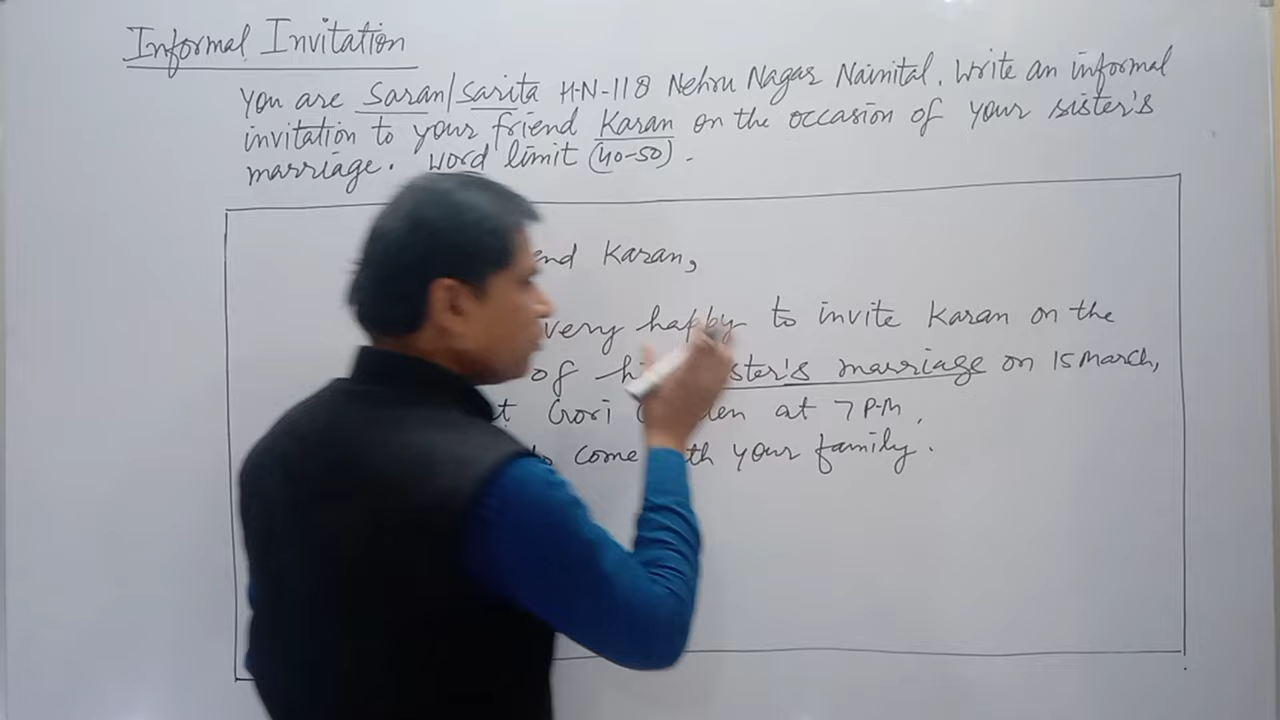 Informal Invitation
You are Saran/Sarita H-N-118 Nehru Nagar Nainital. Write an informal
invitation to your friend Karan on the occasion of your sister's
marriage. Word limit (40-50).
Karan,
very happy to invite Karan on the
of sister's marriage on 15 March,
at 7 P.M,
come your family.